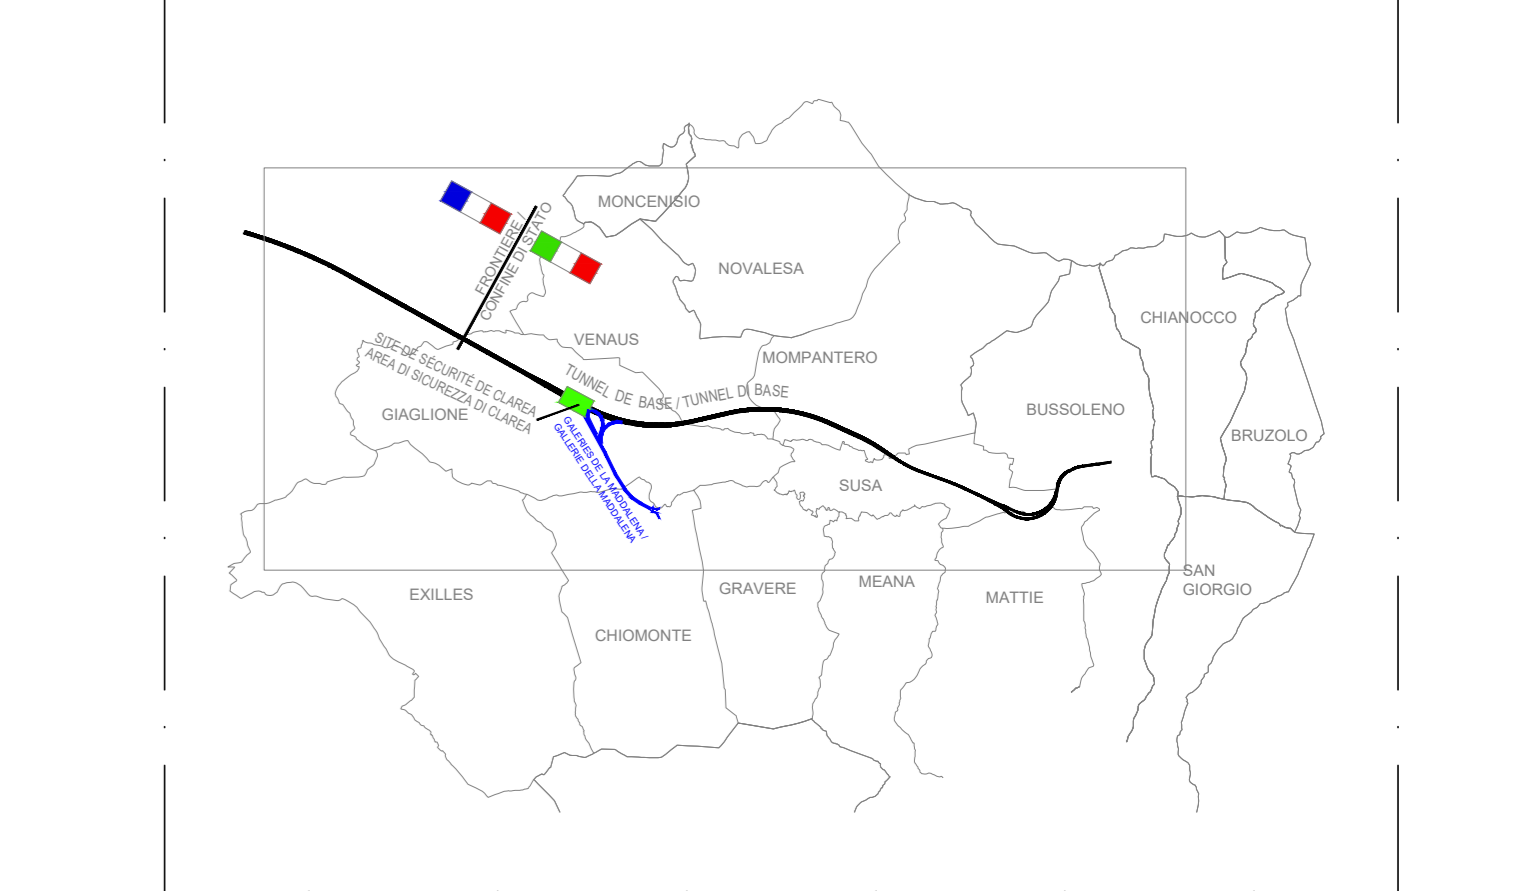 MONCENISIO
FRONTIERE /
CONFINE DI STATO
NOVALESA
CHIANOCCO
VENAUS
MOMPANTERO
SITE DE SÉCURITÉ DE CLAREA
AREA DI SICUREZZA DI CLAREA
TUNNEL DE BASE / TUNNEL DI BASE
GIAGLIONE
BUSSOLENO
BRUZOLO
GALERIES DE LA MADDALENA /
GALLERIE DELLA MADDALENA
SUSA
EXILLES
CHIOMONTE
GRAVERE
MEANA
MATTIE
SAN
GIORGIO